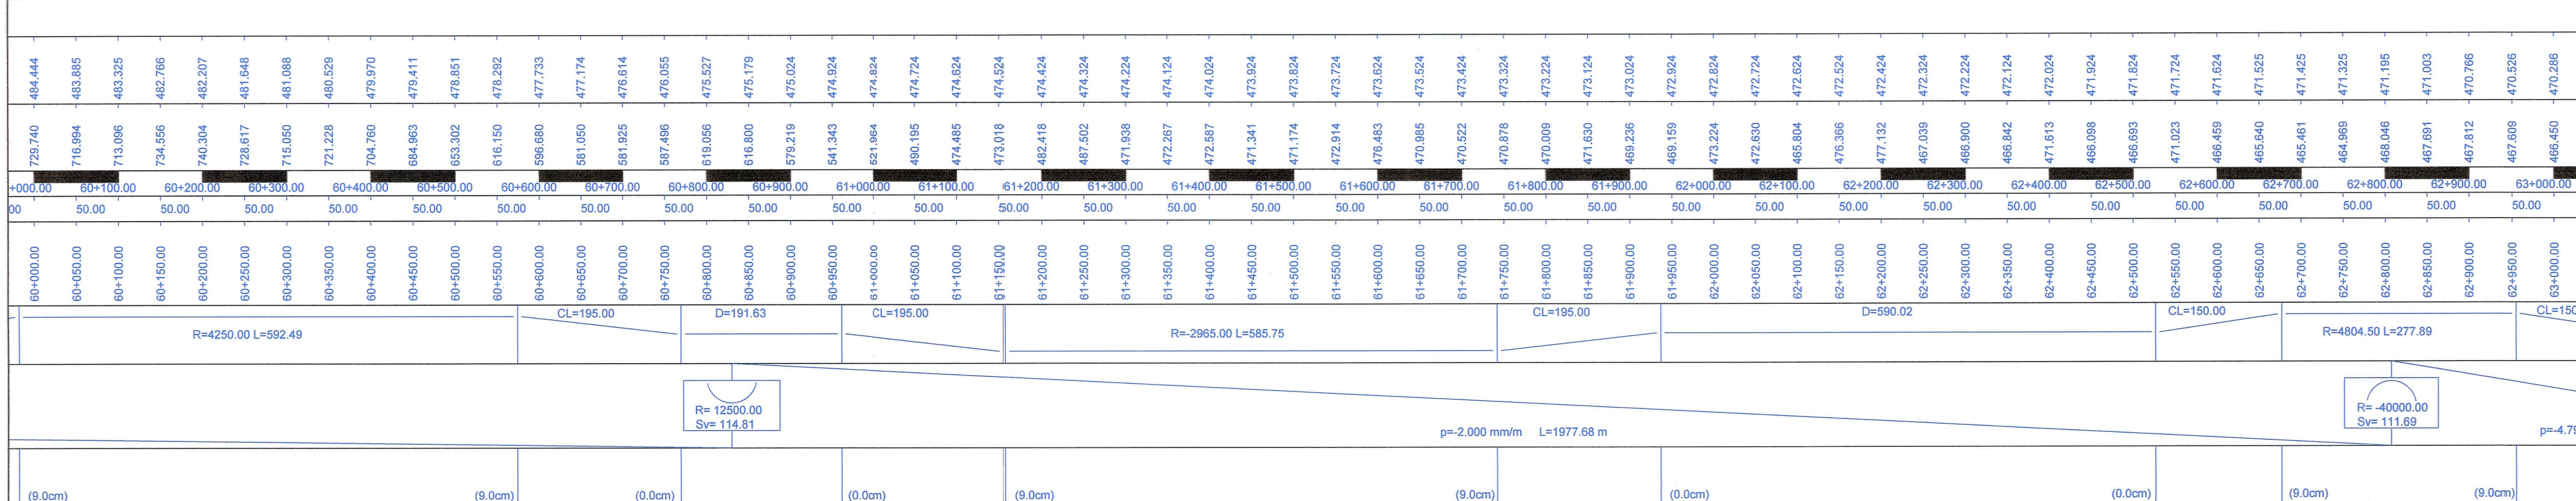 484.444 483.885 483.325 482.766 482.207 481.648 481.088 480.529 479.970 479.411 478.851 478.292 477.733 477.174 476.614 476.055 475.527 475.179 475.024 474.924 474.824 474.724 474.624 474.524 474.424 474.324 474.224 474.124 474.024 473.924 473.824 473.724 473.624 473.524 473.424 473.324 473.224 473.124 473.024 472.924 472.824 472.724 472.624 472.524 472.424 472.324 472.224 472.124 472.024 471.924 471.824 471.724 471.624 471.525 471.425 471.325 471.195 471.003 470.766 470.526 470.286
729.740 716.994 713.096 734.556 740.304 728.617 715.050 721.228 704.760 684.963 653.302 616.150 596.680 581.050 581.925 587.496 619.056 616.800 579.219 541.343 521.964 490.195 474.485 473.018 482.418 487.502 471.938 472.267 472.587 471.341 471.174 472.914 476.483 470.985 470.522 470.878 470.009 471.630 469.236 469.159 473.224 472.630 465.804 476.366 477.132 467.039 466.900 466.842 471.613 466.098 466.693 471.023 466.459 465.640 465.461 464.969 468.046 467.691 467.812 467.609 466.450
+000.00 60+100.00 60+200.00 60+300.00 60+400.00 60+500.00 60+600.00 60+700.00 60+800.00 60+900.00 61+000.00 61+100.00 61+200.00 61+300.00 61+400.00 61+500.00 61+600.00 61+700.00 61+800.00 61+900.00 62+000.00 62+100.00 62+200.00 62+300.00 62+400.00 62+500.00 62+600.00 62+700.00 62+800.00 62+900.00 63+000.00
00 50.00 50.00 50.00 50.00 50.00 50.00 50.00 50.00 50.00 50.00 50.00 50.00 50.00 50.00 50.00 50.00 50.00 50.00 50.00 50.00 50.00 50.00 50.00 50.00 50.00 50.00 50.00 50.00 50.00 50.00
60+000.00 60+050.00 60+100.00 60+150.00 60+200.00 60+250.00 60+300.00 60+350.00 60+400.00 60+450.00 60+500.00 60+550.00 60+600.00 60+650.00 60+700.00 60+750.00 60+800.00 60+850.00 60+900.00 60+950.00 61+000.00 61+050.00 61+100.00 61+150.00 61+200.00 61+250.00 61+300.00 61+350.00 61+400.00 61+450.00 61+500.00 61+550.00 61+600.00 61+650.00 61+700.00 61+750.00 61+800.00 61+850.00 61+900.00 61+950.00 62+000.00 62+050.00 62+100.00 62+150.00 62+200.00 62+250.00 62+300.00 62+350.00 62+400.00 62+450.00 62+500.00 62+550.00 62+600.00 62+650.00 62+700.00 62+750.00 62+800.00 62+850.00 62+900.00 62+950.00 63+000.00
CL=195.00 D=191.63 CL=195.00 CL=195.00 D=590.02 CL=150.00 CL=150
R=4250.00 L=592.49 R=-2965.00 L=585.75 R=4804.50 L=277.89
R= 12500.00 R= -40000.00
Sv= 114.81 Sv= 111.69
p=-2.000 mm/m L=1977.68 m p=-4.79
(9.0cm) (9.0cm) (0.0cm) (0.0cm) (9.0cm) (9.0cm) (0.0cm) (0.0cm) (9.0cm) (9.0cm)